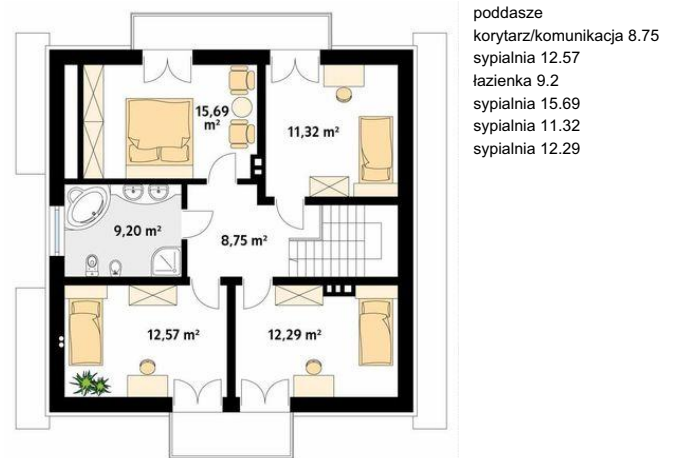 poddasze
korytarz/komunikacja 8.75
sypialnia 12.57
łazienka 9.2
sypialnia 15.69
sypialnia 11.32
sypialnia 12.29
15,69
m²
11,32 m²
9,20 m²
8,75 m²
12,57 m²
12,29 m²